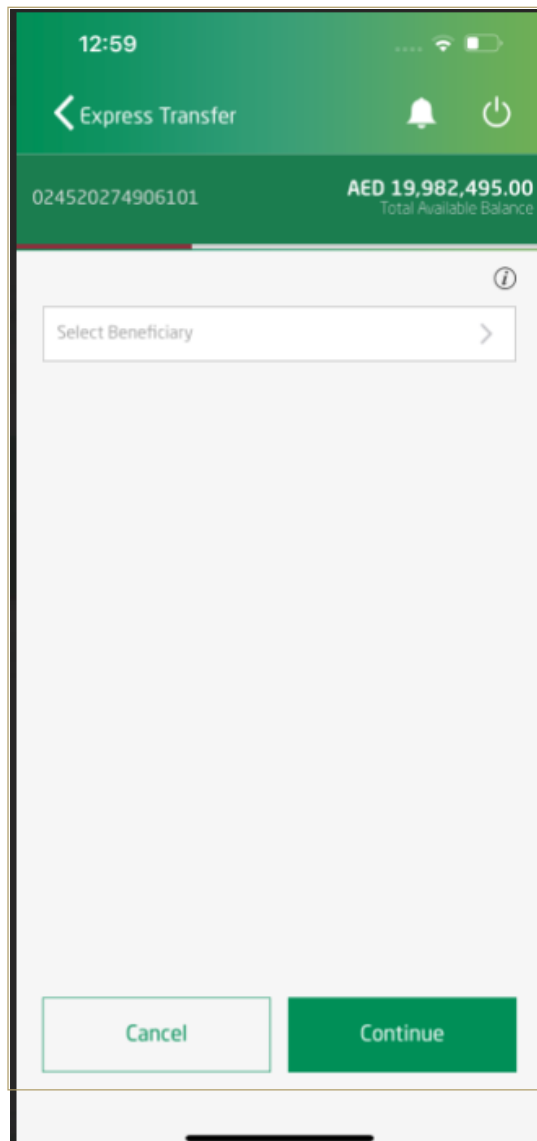 12:59
Express Transfer
024520274906101
AED 19,982,495.00
Total Available Balance
i
Select Beneficiary
Cancel
Continue